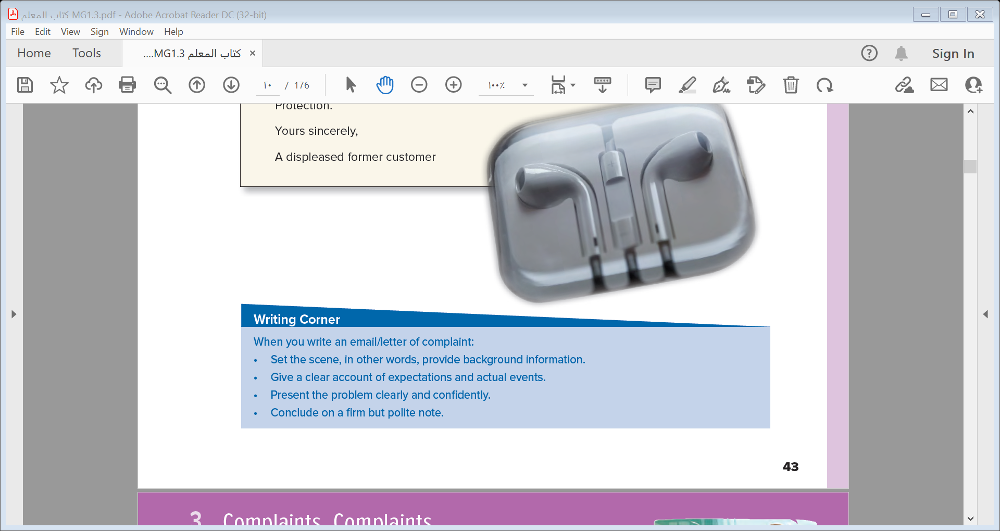 كتاب المعلم MG1.3.pdf - Adobe Acrobat Reader DC (32-bit)
File Edit View Sign Window Help
Home Tools كتاب المعلم MG1.3.... Sign In
٢٠ / 176 ١٠٠٪
Protection.
Yours sincerely,
A displeased former customer
Writing Corner
When you write an email/letter of complaint:
• Set the scene, in other words, provide background information.
• Give a clear account of expectations and actual events.
• Present the problem clearly and confidently.
• Conclude on a firm but polite note.
43
3 Complaints, Complaints